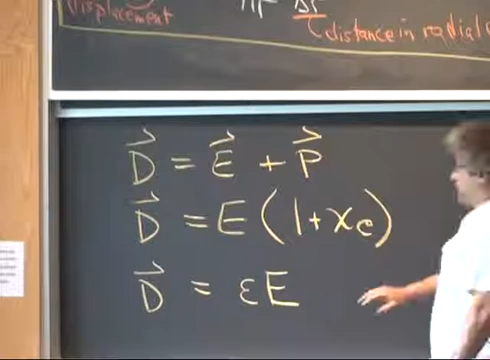 displacement
distance in radial
D⃗ = E⃗ + P⃗
D⃗ = E(1+χe)
D⃗ = εE